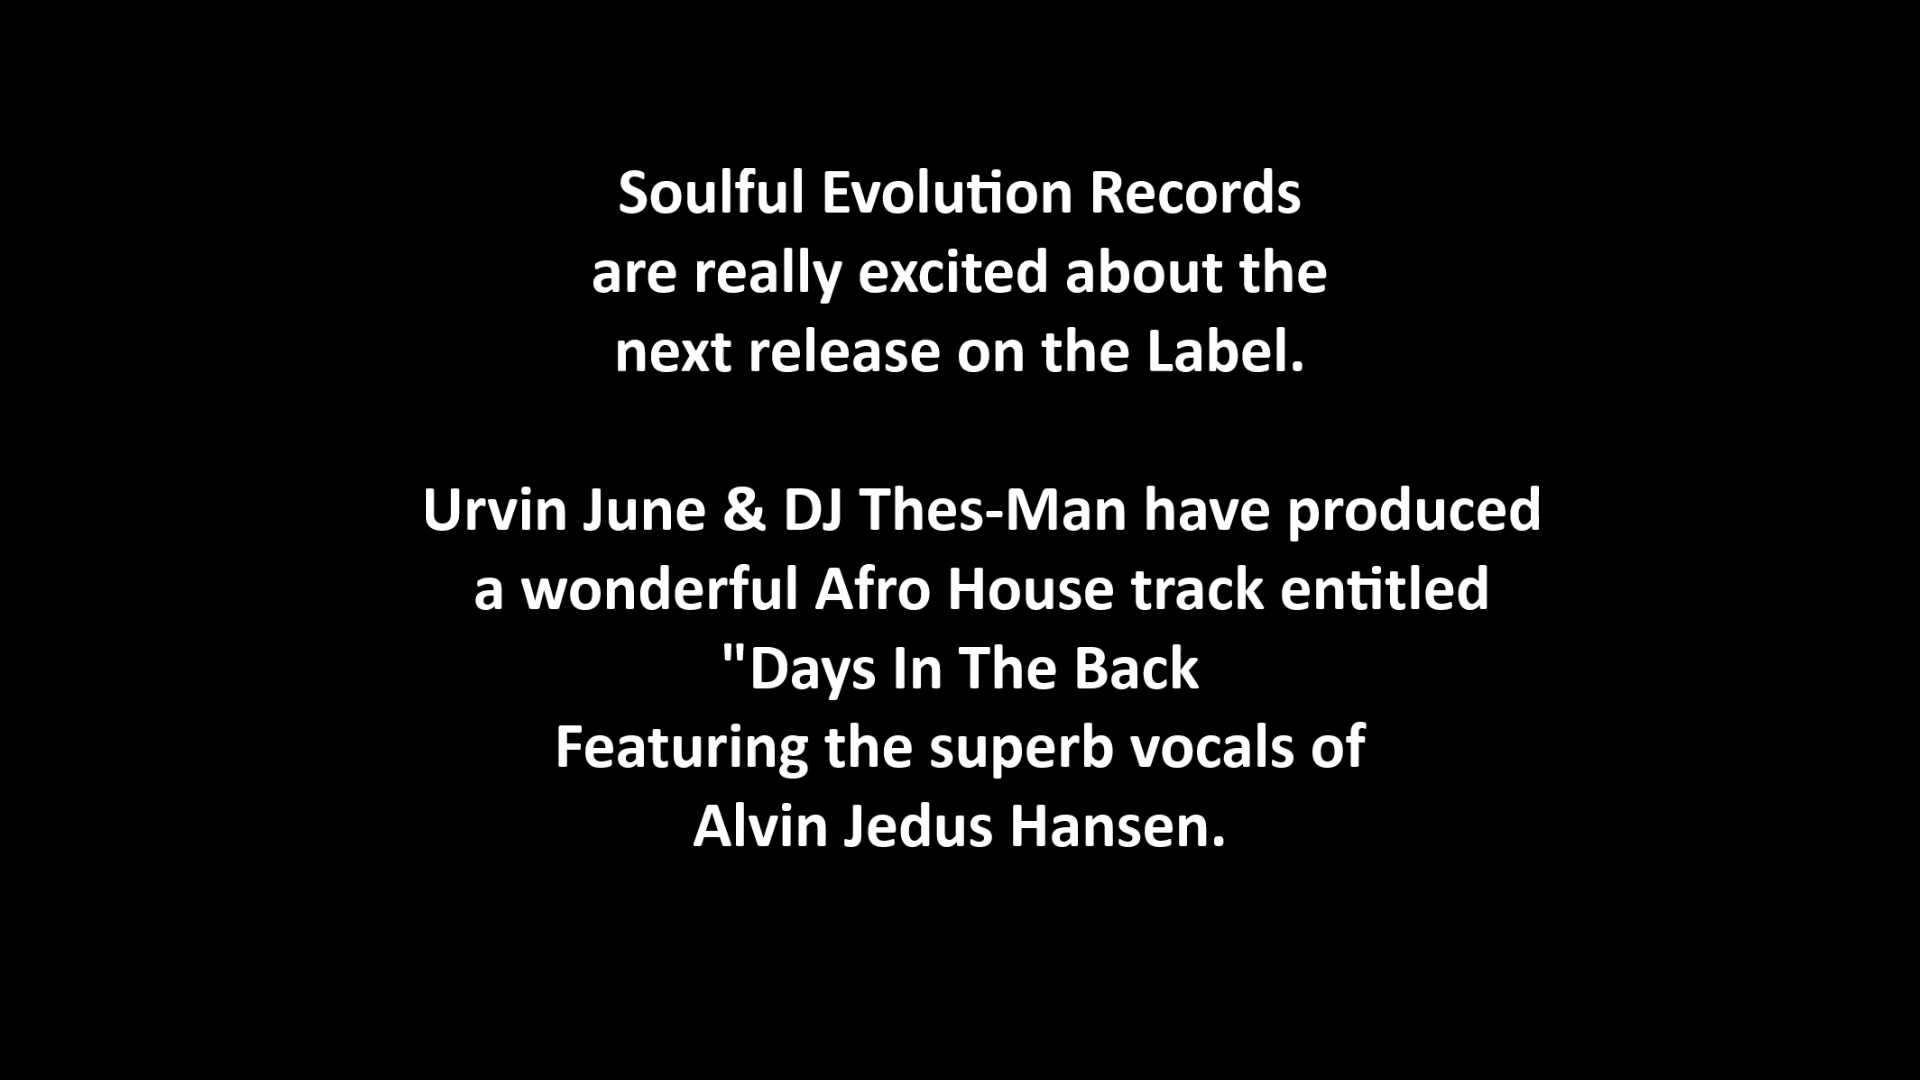 Soulful Evolution Records
are really excited about the
next release on the Label.
Urvin June & DJ Thes-Man have produced
a wonderful Afro House track entitled
"Days In The Back
Featuring the superb vocals of
Alvin Jedus Hansen.